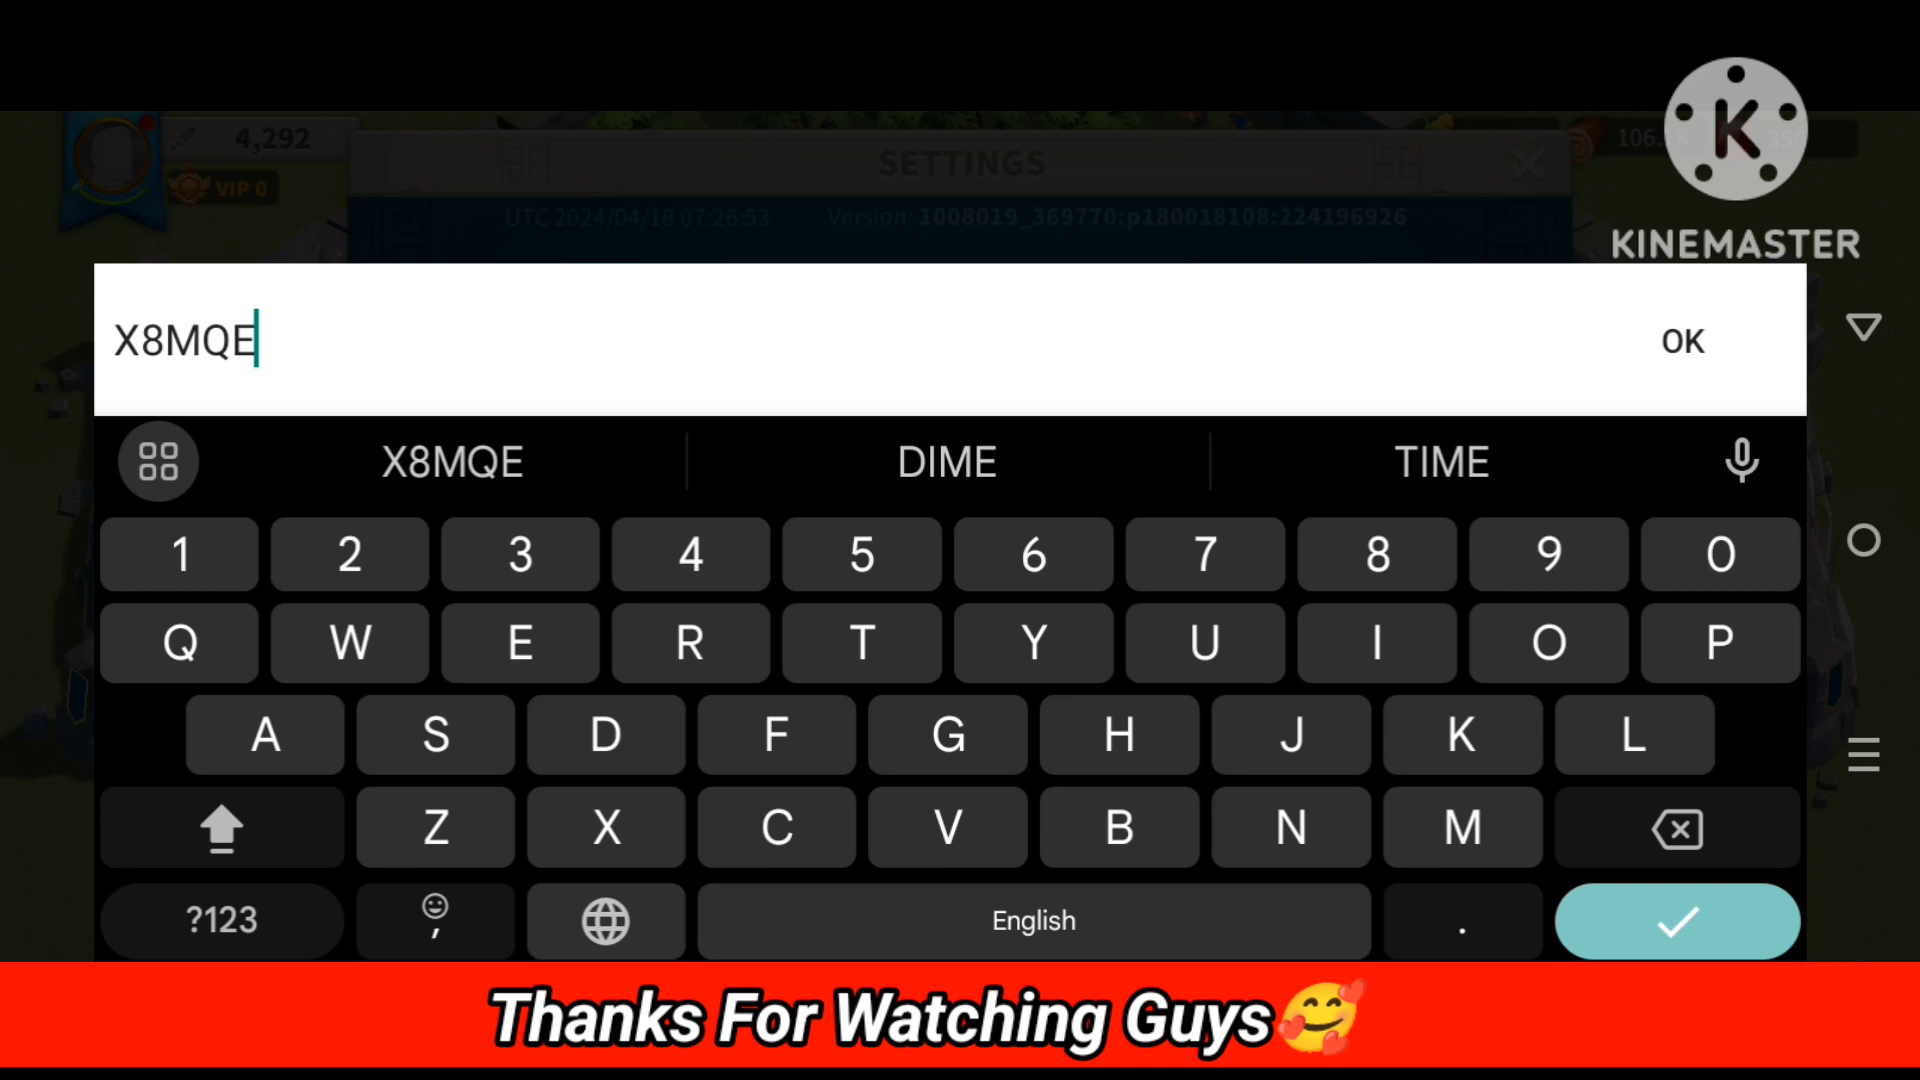 4,292
VIP 0
SETTINGS
UTC 2024/04/18 07:26:53
Version: 1008019_369770:p180018108:224196926
106.
K
KINEMASTER
X8MQE
OK
X8MQE
DIME
TIME
1 2 3 4 5 6 7 8 9 0
Q W E R T Y U I O P
A S D F G H J K L
Z X C V B N M
?123
,
English
.
Thanks For Watching Guys🥰